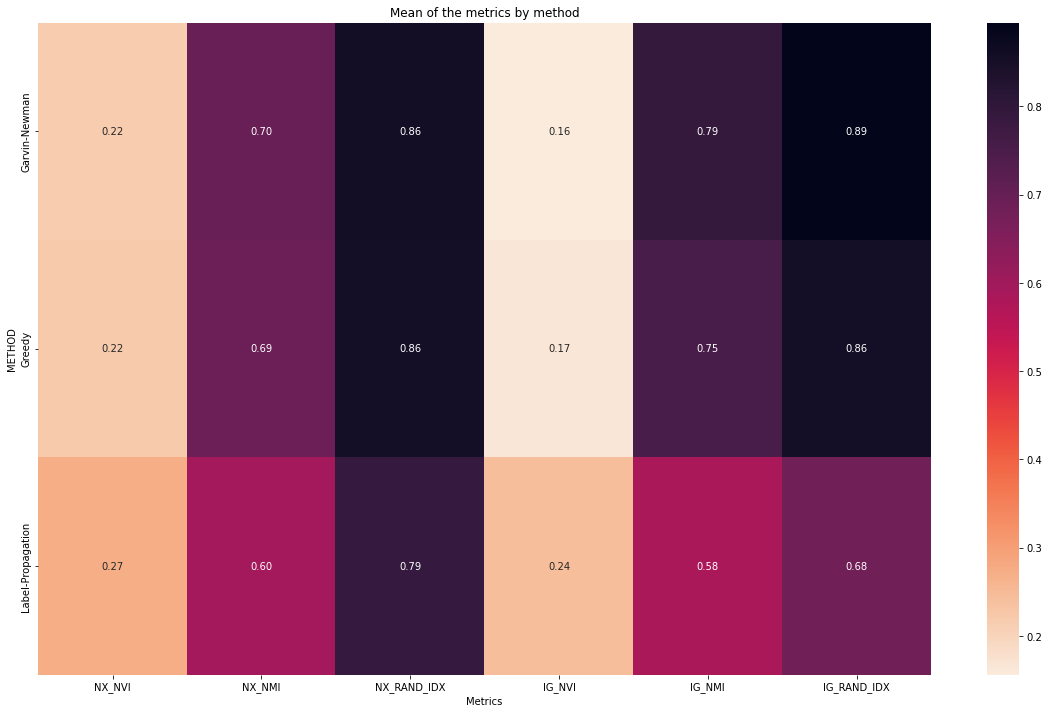 Mean of the metrics by method
Garvin-Newman
0.22 0.70 0.86 0.16 0.79 0.89
METHOD
Greedy
0.22 0.69 0.86 0.17 0.75 0.86
Label-Propagation
0.27 0.60 0.79 0.24 0.58 0.68
NX_NVI NX_NMI NX_RAND_IDX IG_NVI IG_NMI IG_RAND_IDX
Metrics
0.8
0.7
0.6
0.5
0.4
0.3
0.2